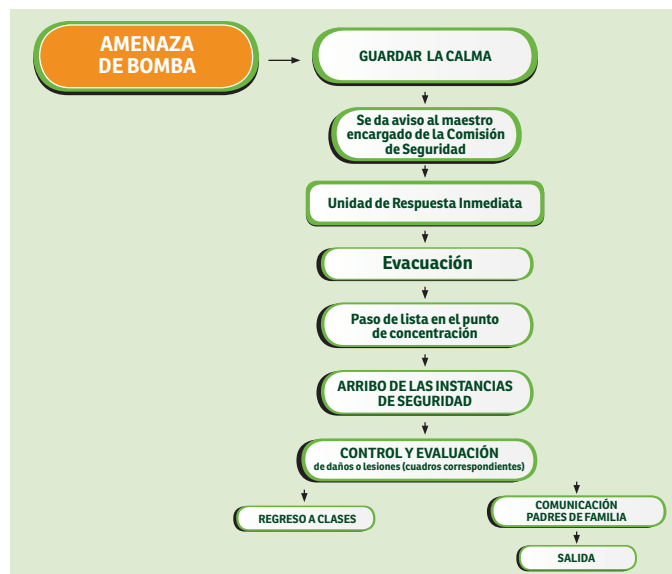 AMENAZA
DE BOMBA
GUARDAR LA CALMA
Se da aviso al maestro
encargado de la Comisión
de Seguridad
Unidad de Respuesta Inmediata
Evacuación
Paso de lista en el punto
de concentración
ARRIBO DE LAS INSTANCIAS
DE SEGURIDAD
CONTROL Y EVALUACIÓN
de daños o lesiones (cuadros correspondientes)
REGRESO A CLASES
COMUNICACIÓN
PADRES DE FAMILIA
SALIDA